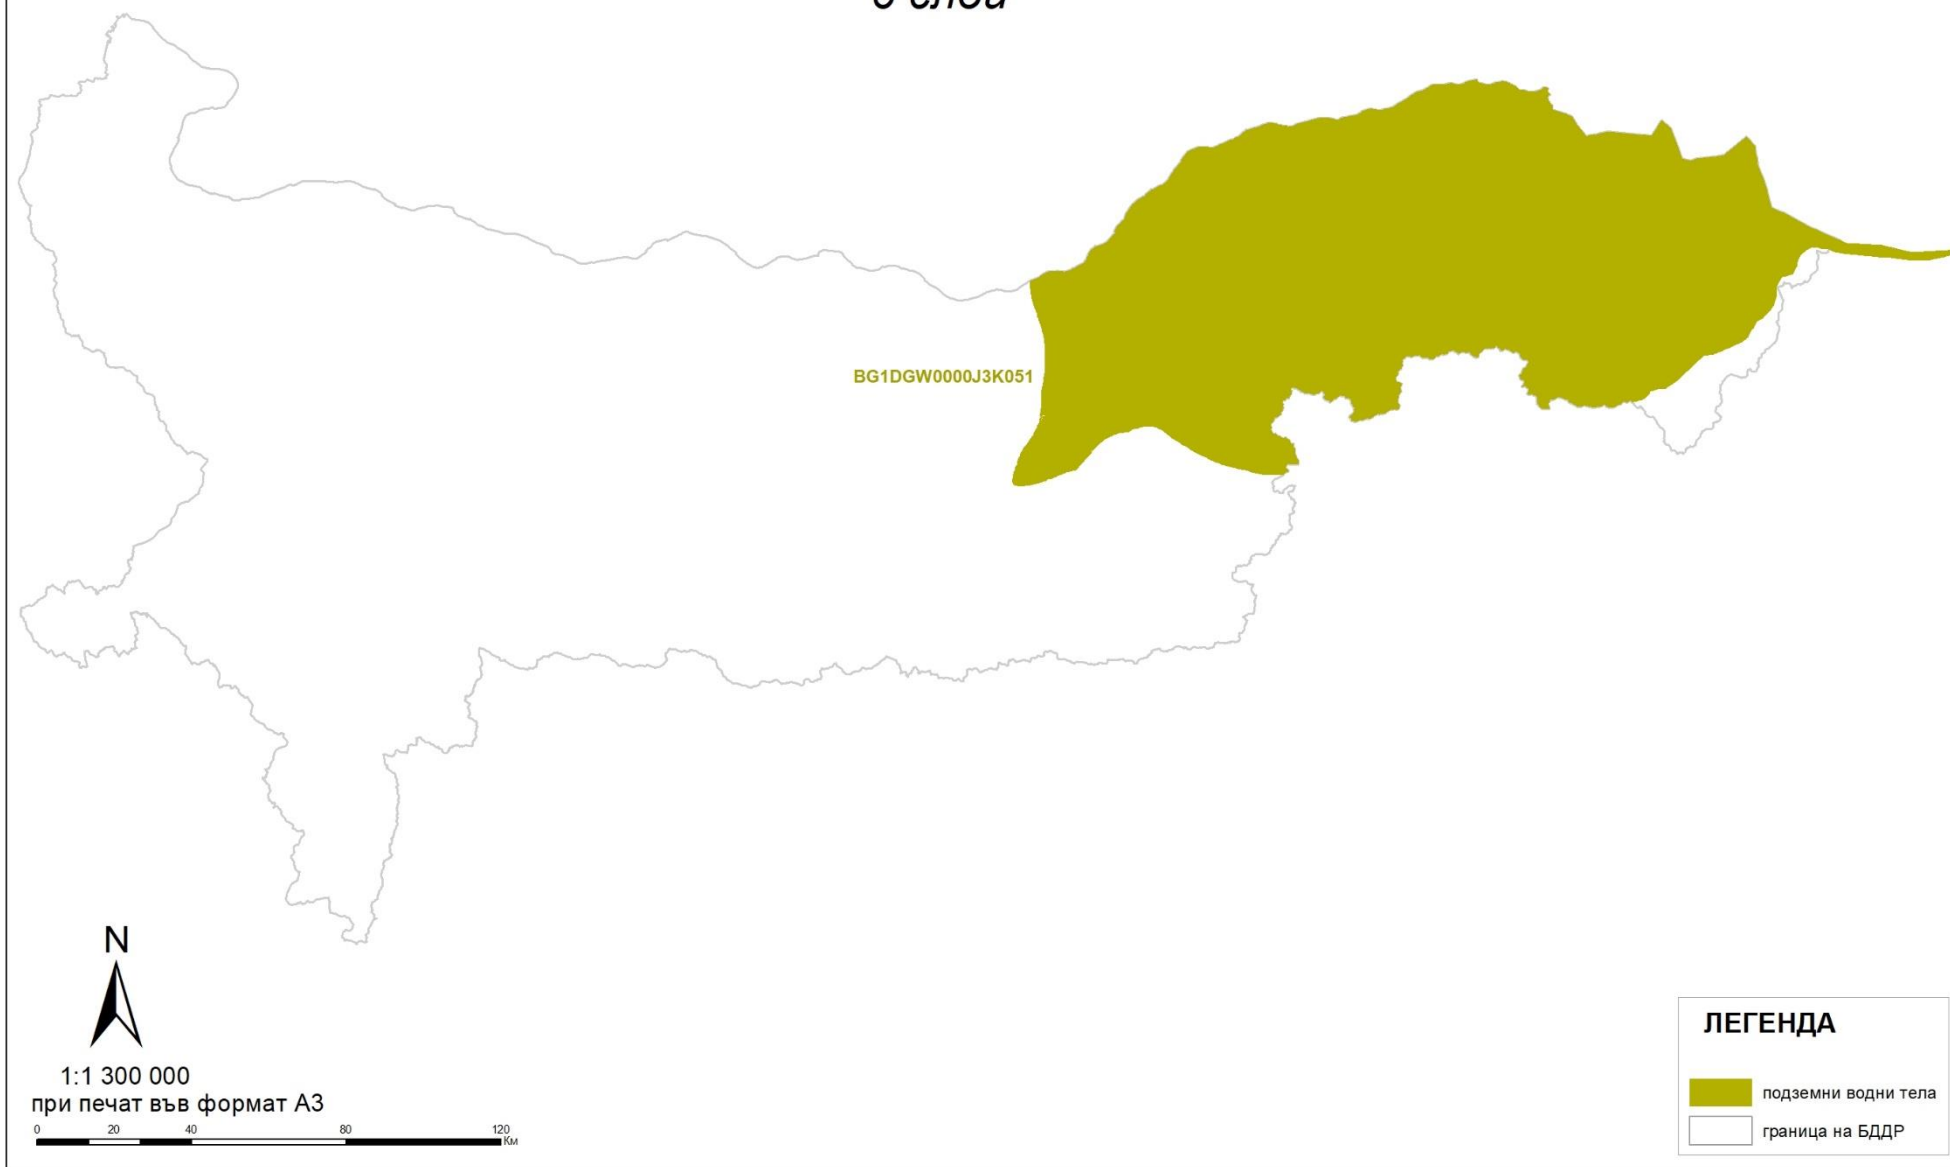 слой
BG1DGW0000J3K051
N
1:1 300 000
при печат във формат А3
0 20 40 80 120
Км
ЛЕГЕНДА
подземни водни тела
граница на БДДР